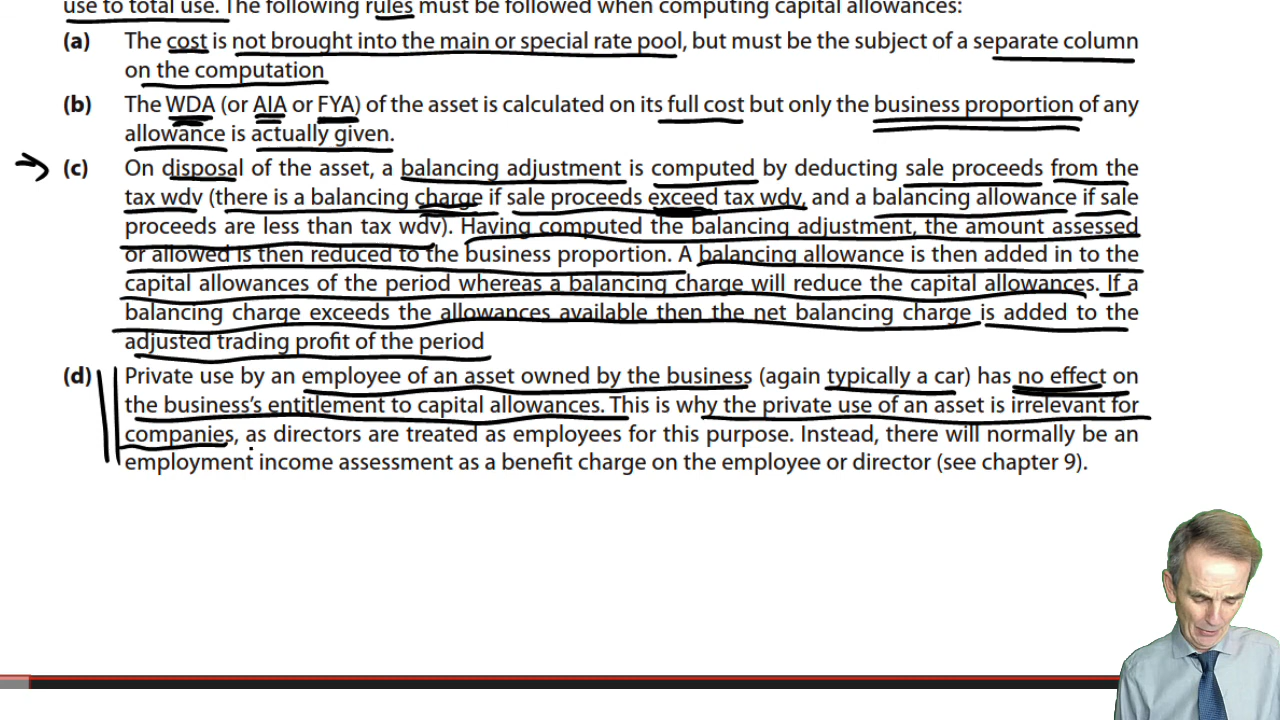 use to total use. The following rules must be followed when computing capital allowances:
(a) The cost is not brought into the main or special rate pool, but must be the subject of a separate column
on the computation
(b) The WDA (or AIA or FYA) of the asset is calculated on its full cost but only the business proportion of any
allowance is actually given.
(c) On disposal of the asset, a balancing adjustment is computed by deducting sale proceeds from the
tax wdv (there is a balancing charge if sale proceeds exceed tax wdv, and a balancing allowance if sale
proceeds are less than tax wdv). Having computed the balancing adjustment, the amount assessed
or allowed is then reduced to the business proportion. A balancing allowance is then added in to the
capital allowances of the period whereas a balancing charge will reduce the capital allowances. If a
balancing charge exceeds the allowances available then the net balancing charge is added to the
adjusted trading profit of the period
(d) Private use by an employee of an asset owned by the business (again typically a car) has no effect on
the business's entitlement to capital allowances. This is why the private use of an asset is irrelevant for
companies, as directors are treated as employees for this purpose. Instead, there will normally be an
employment income assessment as a benefit charge on the employee or director (see chapter 9).